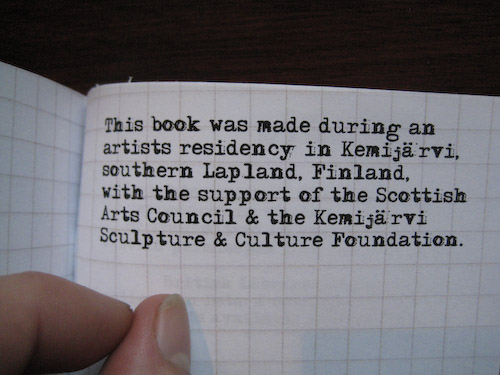 This book was made during an
artists residency in Kemijärvi,
southern Lapland, Finland,
with the support of the Scottish
Arts Council & the Kemijärvi
Sculpture & Culture Foundation.